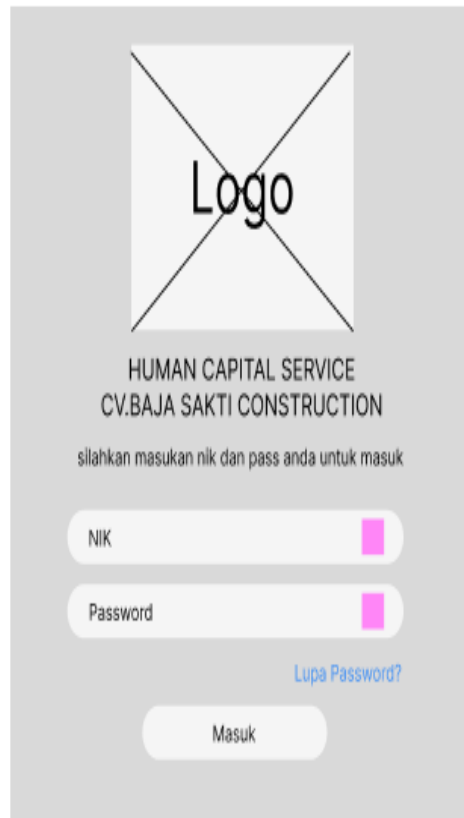 Logo
HUMAN CAPITAL SERVICE
CV.BAJA SAKTI CONSTRUCTION
silahkan masukan nik dan pass anda untuk masuk
NIK
Password
Lupa Password?
Masuk